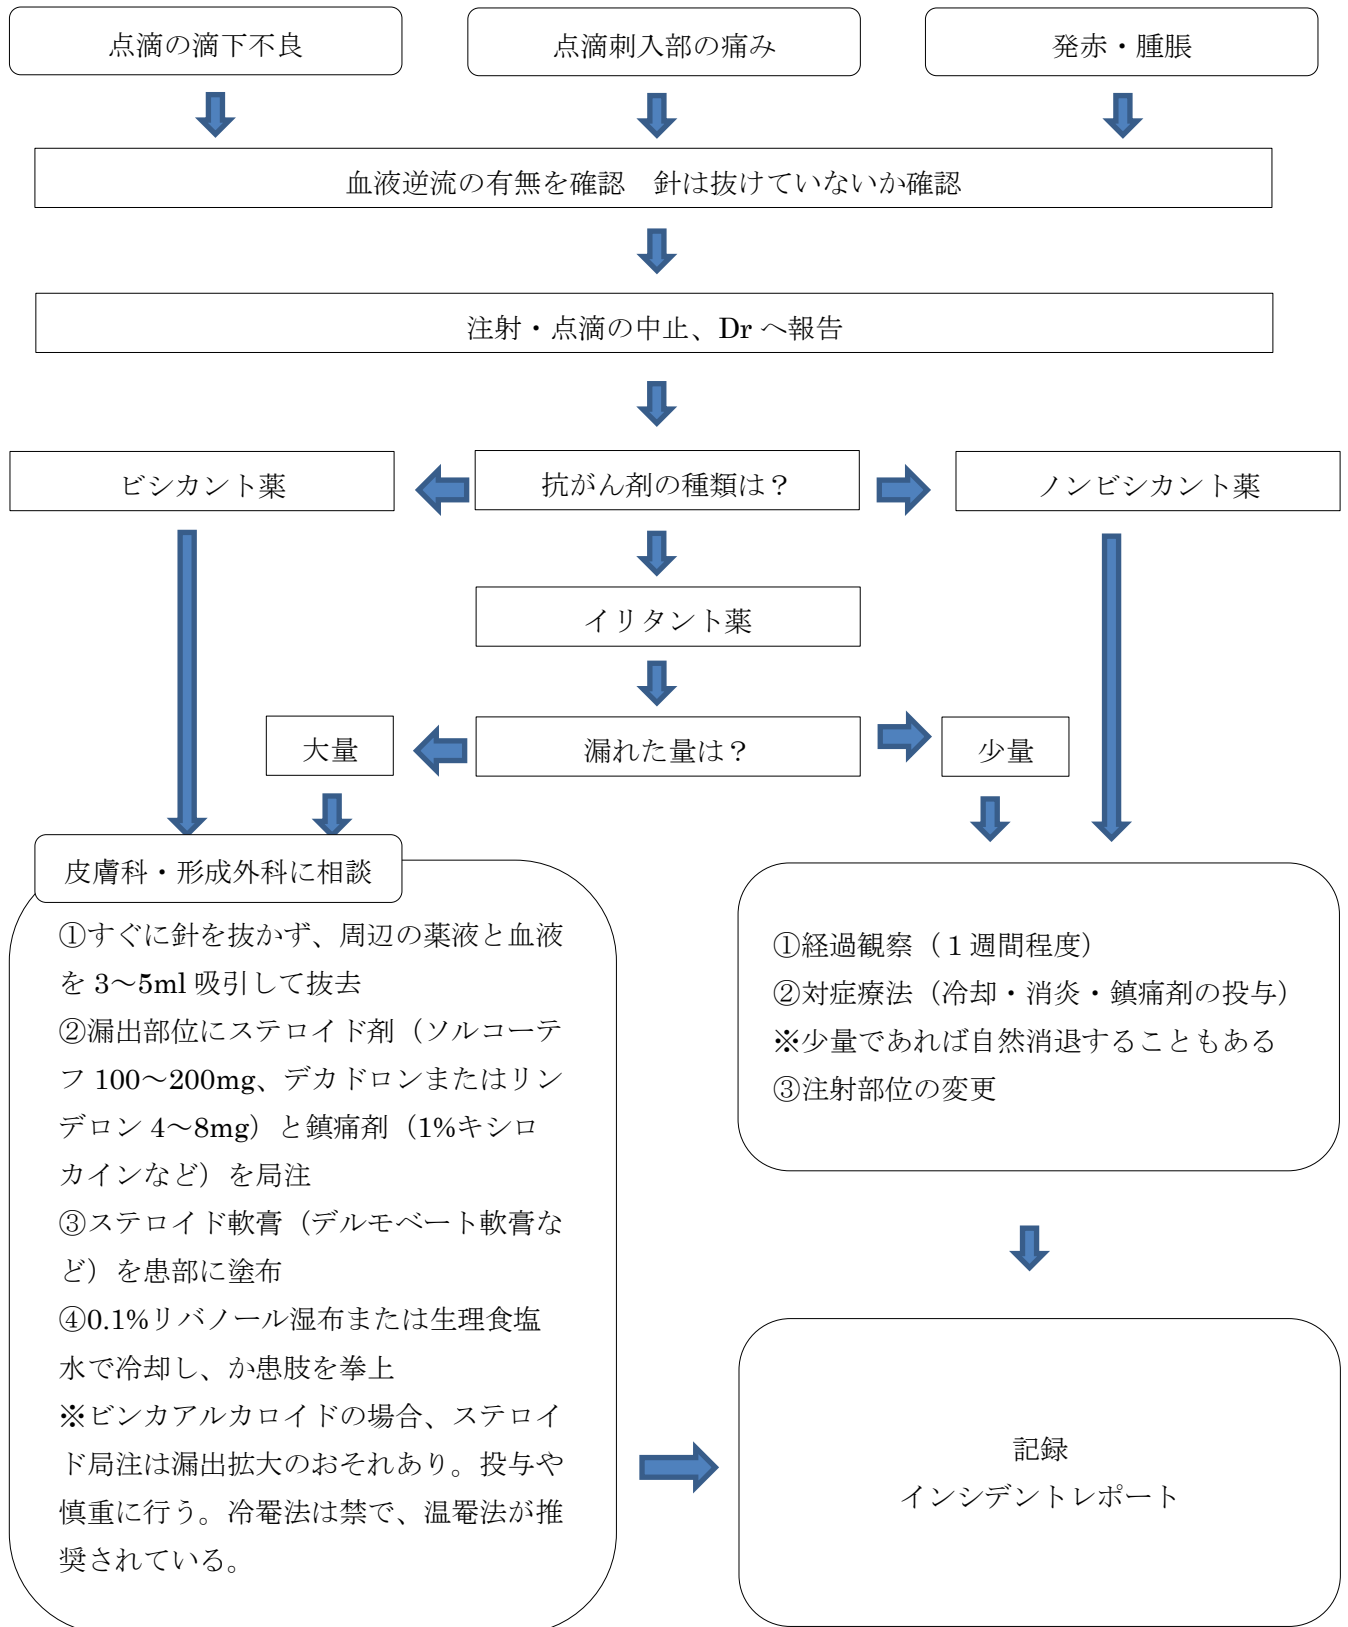 点滴の滴下不良
点滴刺入部の痛み
発赤・腫脹
血液逆流の有無を確認　針は抜けていないか確認
注射・点滴の中止、Dr へ報告
ビシカント薬
抗がん剤の種類は？
ノンビシカント薬
イリタント薬
大量
漏れた量は？
少量
皮膚科・形成外科に相談
①すぐに針を抜かず、周辺の薬液と血液
を 3～5ml 吸引して抜去
②漏出部位にステロイド剤（ソルコーテ
フ 100～200mg、デカドロンまたはリン
デロン 4～8mg）と鎮痛剤（1%キシロ
カインなど）を局注
③ステロイド軟膏（デルモベート軟膏な
ど）を患部に塗布
④0.1%リバノール湿布または生理食塩
水で冷却し、か患肢を拳上
※ビンカアルカロイドの場合、ステロイ
ド局注は漏出拡大のおそれあり。投与や
慎重に行う。冷罨法は禁で、温罨法が推
奨されている。
①経過観察（１週間程度）
②対症療法（冷却・消炎・鎮痛剤の投与）
※少量であれば自然消退することもある
③注射部位の変更
記録
インシデントレポート